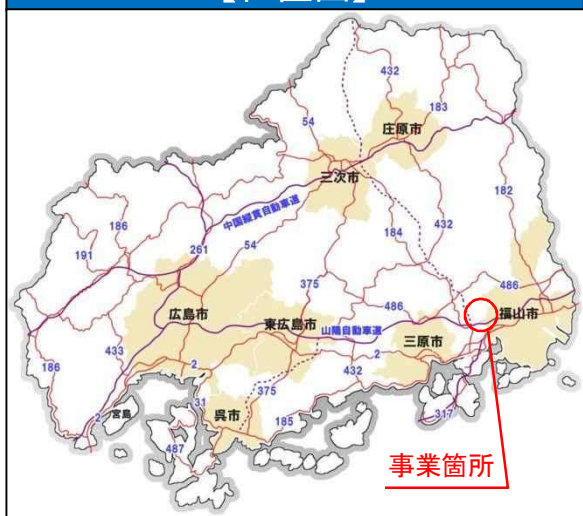 432
54
183
庄原市
三次市
中国縦貫自動車道
182
186
191
261
54
184
432
375
486
486
広島市
東広島市
山陽自動車道
三原市
福山市
433
2
2
432
186
31
375
185
317
2
宮島
呉市
487
事業箇所